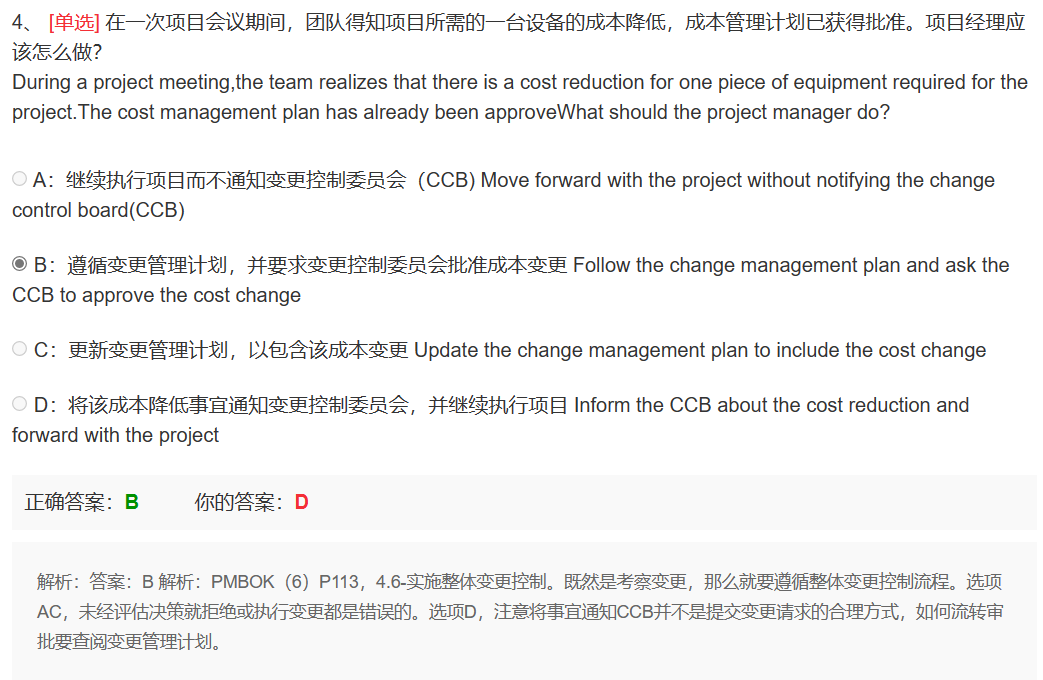 4、 [单选] 在一次项目会议期间，团队得知项目所需的一台设备的成本降低，成本管理计划已获得批准。项目经理应
该怎么做？
During a project meeting,the team realizes that there is a cost reduction for one piece of equipment required for the
project.The cost management plan has already been approveWhat should the project manager do?
A：继续执行项目而不通知变更控制委员会（CCB) Move forward with the project without notifying the change
control board(CCB)
B：遵循变更管理计划，并要求变更控制委员会批准成本变更 Follow the change management plan and ask the
CCB to approve the cost change
C：更新变更管理计划，以包含该成本变更 Update the change management plan to include the cost change
D：将该成本降低事宜通知变更控制委员会，并继续执行项目 Inform the CCB about the cost reduction and
forward with the project
正确答案：B 你的答案：D
解析：答案：B 解析：PMBOK（6）P113，4.6-实施整体变更控制。既然是考察变更，那么就要遵循整体变更控制流程。选项
AC，未经评估决策就拒绝或执行变更都是错误的。选项D，注意将事宜通知CCB并不是提交变更请求的合理方式，如何流转审
批要查阅变更管理计划。